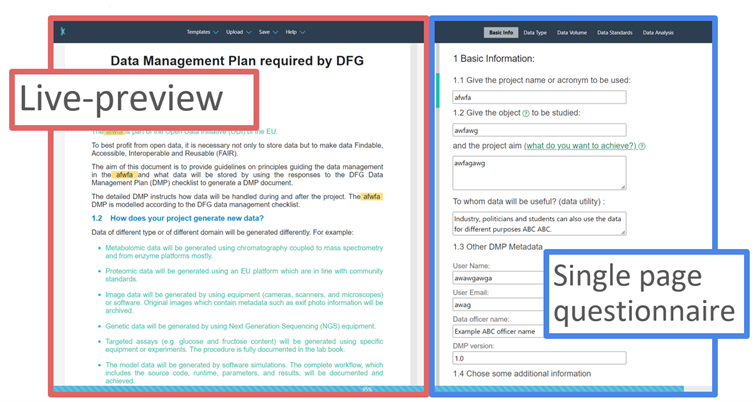 Templates Upload Save Help
Data Management Plan required by DFG
Live-preview
The afwfa is part of the Open Data Initiative (ODI) of the EU.
To best profit from open data, it is necessary not only to store data but to make data Findable,
Accessible, Interoperable and Reusable (FAIR).
The aim of this document is to provide guidelines on principles guiding the data management
in the afwfa and what data will be stored by using the responses to the DFG Data
Management Plan (DMP) checklist to generate a DMP document.
The detailed DMP instructs how data will be handled during and after the project. The afwfa
DMP is modelled according to the DFG data management checklist.
1.2 How does your project generate new data?
Data of different type or of different domain will be generated differently. For example:
• Metabolomic data will be generated using chromatography coupled to mass spectrometry
and from enzyme platforms mostly.
• Proteomic data will be generated using an EU platform which are in line with community
standards.
• Image data will be generated by using equipment (cameras, scanners, and microscopes)
or software. Original images which contain metadata such as exif photo information will be
archived.
• Genetic data will be generated by using Next Generation Sequencing (NGS) equipment.
• Targeted assays (e.g. glucose and fructose content) will be generated using specific
equipment or experiments. The procedure is fully documented in the lab book.
• The model data will be generated by software simulations. The complete workflow, which
includes the source code, runtime, parameters, and results, will be documented and
achieved.
Basic Info Data Type Data Volume Data Standards Data Analysis
1 Basic Information:
1.1 Give the project name or acronym to be used:
afwfa
1.2 Give the object ? to be studied:
awfawg
and the project aim (what do you want to achieve?) ?
awfagawg
To whom data will be useful? (data utility) :
Industry, politicians and students can also use the data
for different purposes ABC ABC.
1.3 Other DMP Metadata
User Name:
awawgawga
User Email:
awag
Data officer name:
Example ABC officer name
DMP version:
1.0
1.4 Chose some additional information
Single page
questionnaire